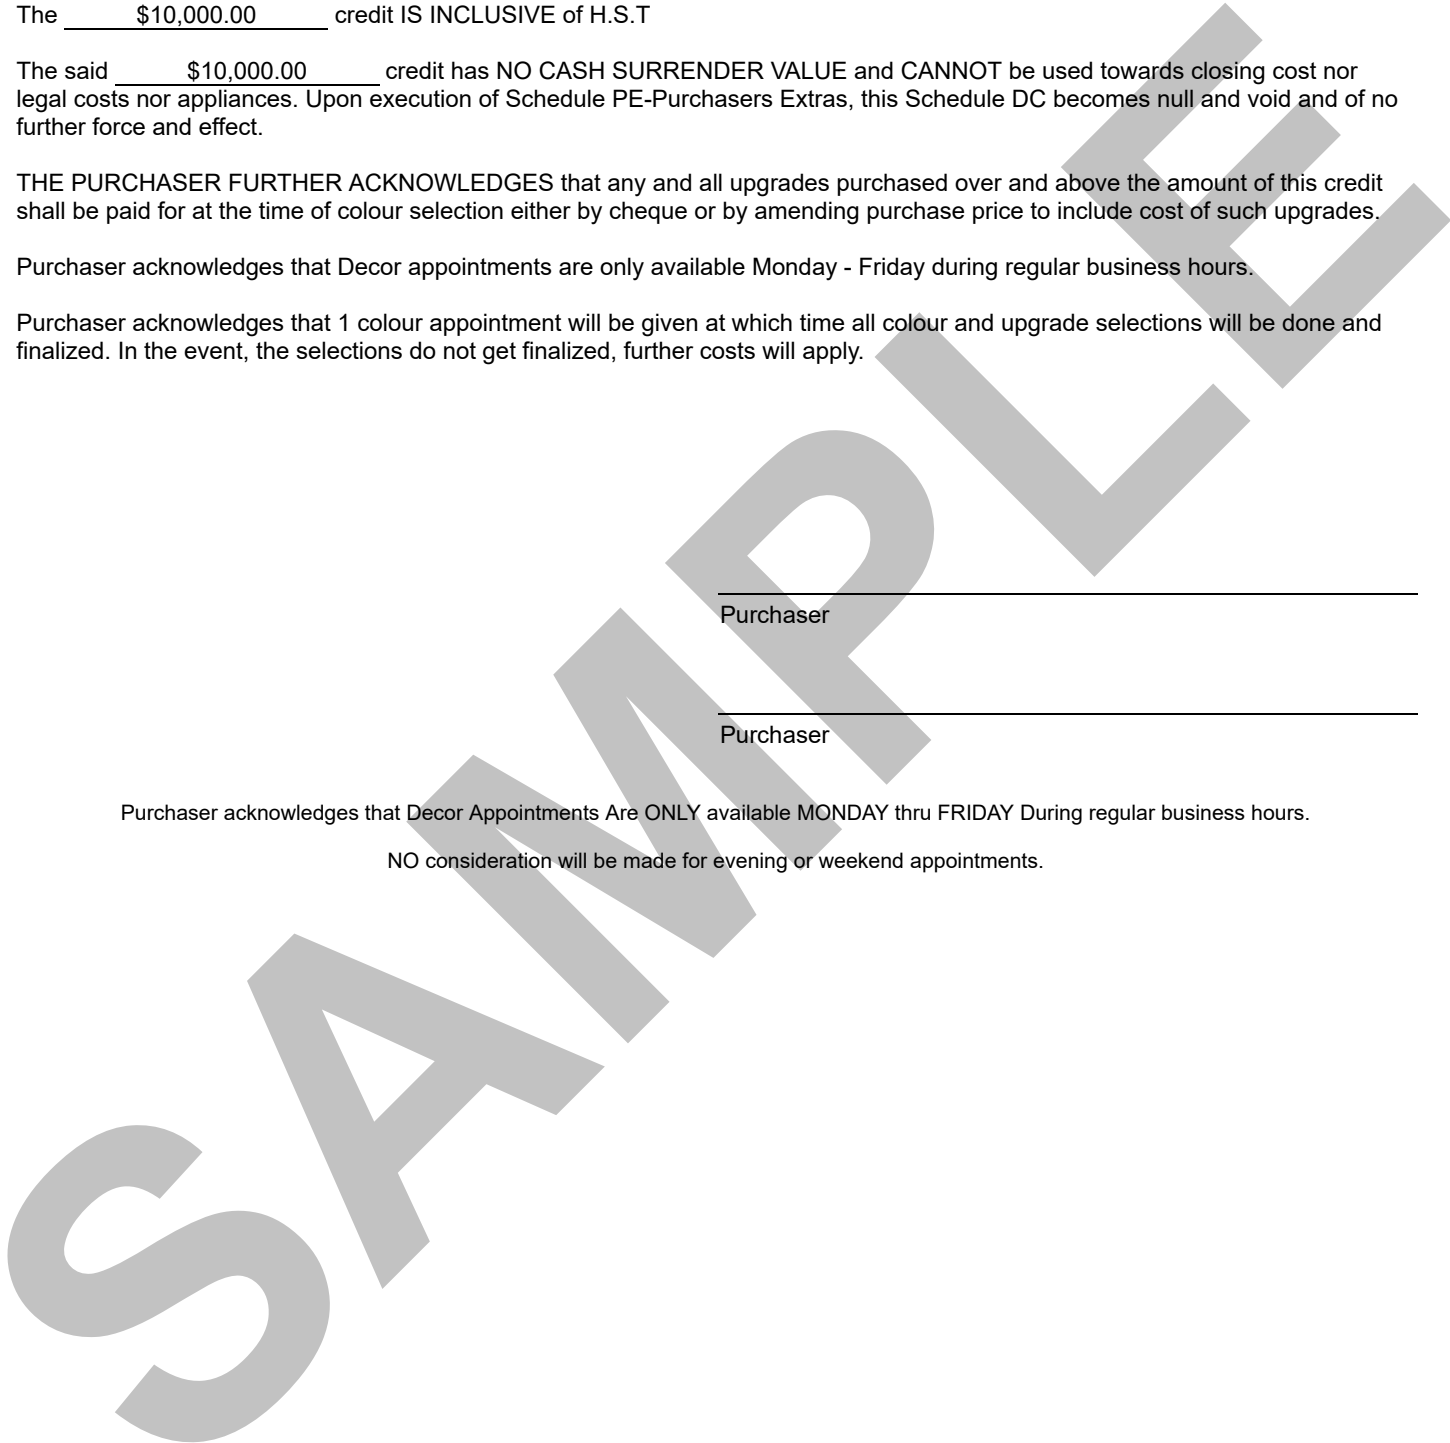 The $10,000.00 credit IS INCLUSIVE of H.S.T
The said $10,000.00 credit has NO CASH SURRENDER VALUE and CANNOT be used towards closing cost nor
legal costs nor appliances. Upon execution of Schedule PE-Purchasers Extras, this Schedule DC becomes null and void and of no
further force and effect.
THE PURCHASER FURTHER ACKNOWLEDGES that any and all upgrades purchased over and above the amount of this credit
shall be paid for at the time of colour selection either by cheque or by amending purchase price to include cost of such upgrades.
Purchaser acknowledges that Decor appointments are only available Monday - Friday during regular business hours.
Purchaser acknowledges that 1 colour appointment will be given at which time all colour and upgrade selections will be done and
finalized. In the event, the selections do not get finalized, further costs will apply.
Purchaser
Purchaser
Purchaser acknowledges that Decor Appointments Are ONLY available MONDAY thru FRIDAY During regular business hours.
NO consideration will be made for evening or weekend appointments.
SAMPLE